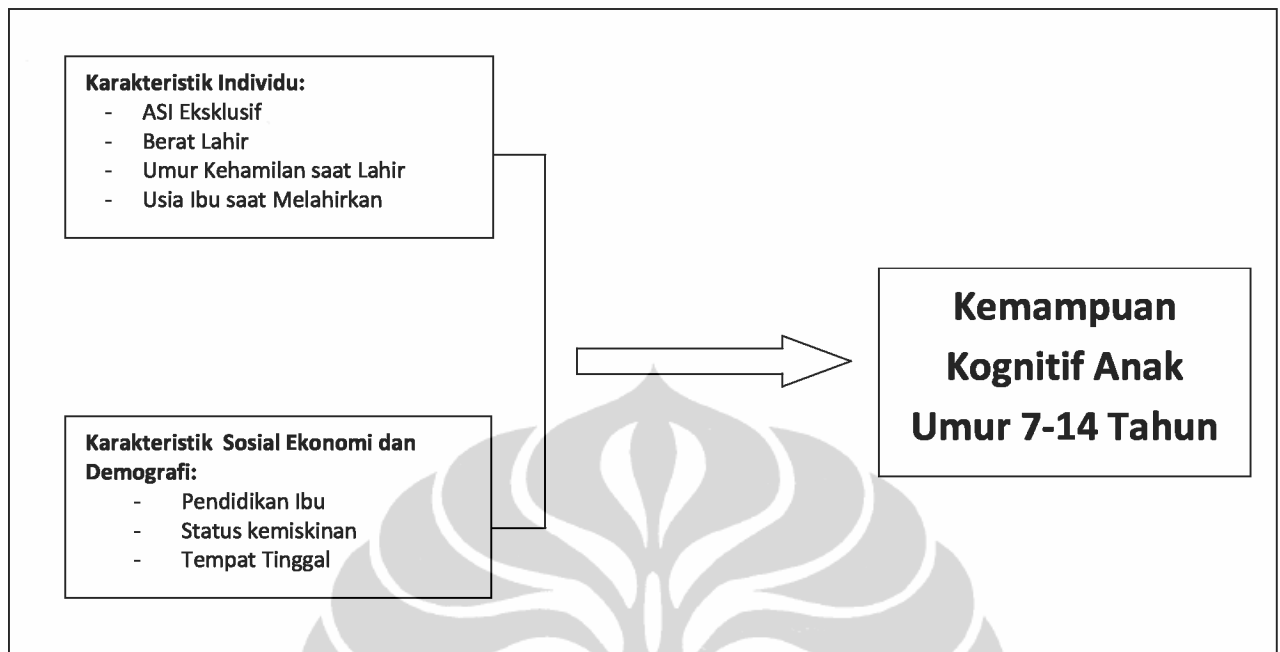 Karakteristik Individu:
- ASI Eksklusif
- Berat Lahir
- Umur Kehamilan saat Lahir
- Usia Ibu saat Melahirkan
Karakteristik Sosial Ekonomi dan
Demografi:
- Pendidikan Ibu
- Status kemiskinan
- Tempat Tinggal
Kemampuan
Kognitif Anak
Umur 7-14 Tahun